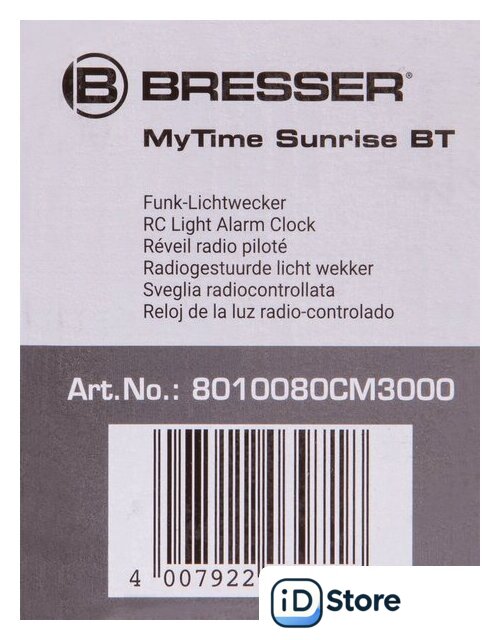 B BRESSER®
MyTime Sunrise BT
Funk-Lichtwecker
RC Light Alarm Clock
Réveil radio piloté
Radiogestuurde licht wekker
Sveglia radiocontrollata
Reloj de la luz radio-controlado
Art.No.: 8010080CM3000
4 007922
iD Store